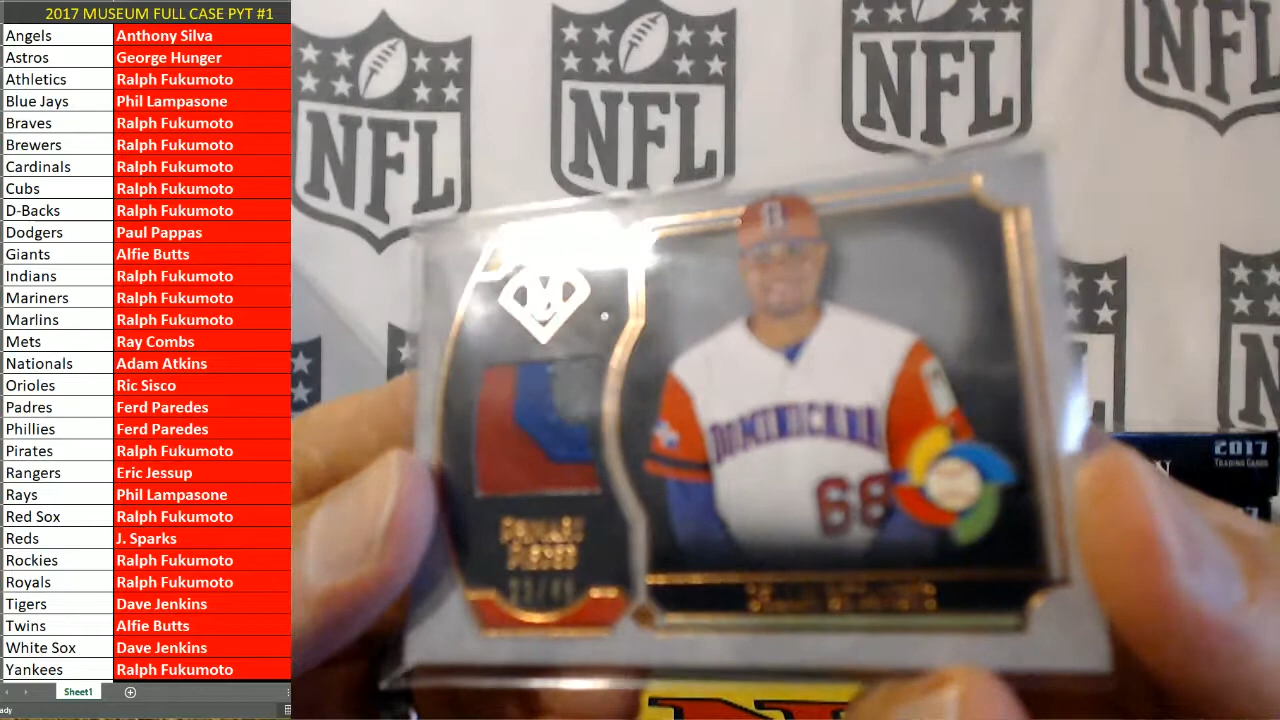 2017 MUSEUM FULL CASE PYT #1
Angels Anthony Silva
Astros George Hunger
Athletics Ralph Fukumoto
Blue Jays Phil Lampasone
Braves Ralph Fukumoto
Brewers Ralph Fukumoto
Cardinals Ralph Fukumoto
Cubs Ralph Fukumoto
D-Backs Ralph Fukumoto
Dodgers Paul Pappas
Giants Alfie Butts
Indians Ralph Fukumoto
Mariners Ralph Fukumoto
Marlins Ralph Fukumoto
Mets Ray Combs
Nationals Adam Atkins
Orioles Ric Sisco
Padres Ferd Paredes
Phillies Ferd Paredes
Pirates Ralph Fukumoto
Rangers Eric Jessup
Rays Phil Lampasone
Red Sox Ralph Fukumoto
Reds J. Sparks
Rockies Ralph Fukumoto
Royals Ralph Fukumoto
Tigers Dave Jenkins
Twins Alfie Butts
White Sox Dave Jenkins
Yankees Ralph Fukumoto
Sheet1
ady
NFL
NFL
NFL
NFL
M
DOMINICANA
68
PRIMARY
PIECES
2017
TRADING CARDS